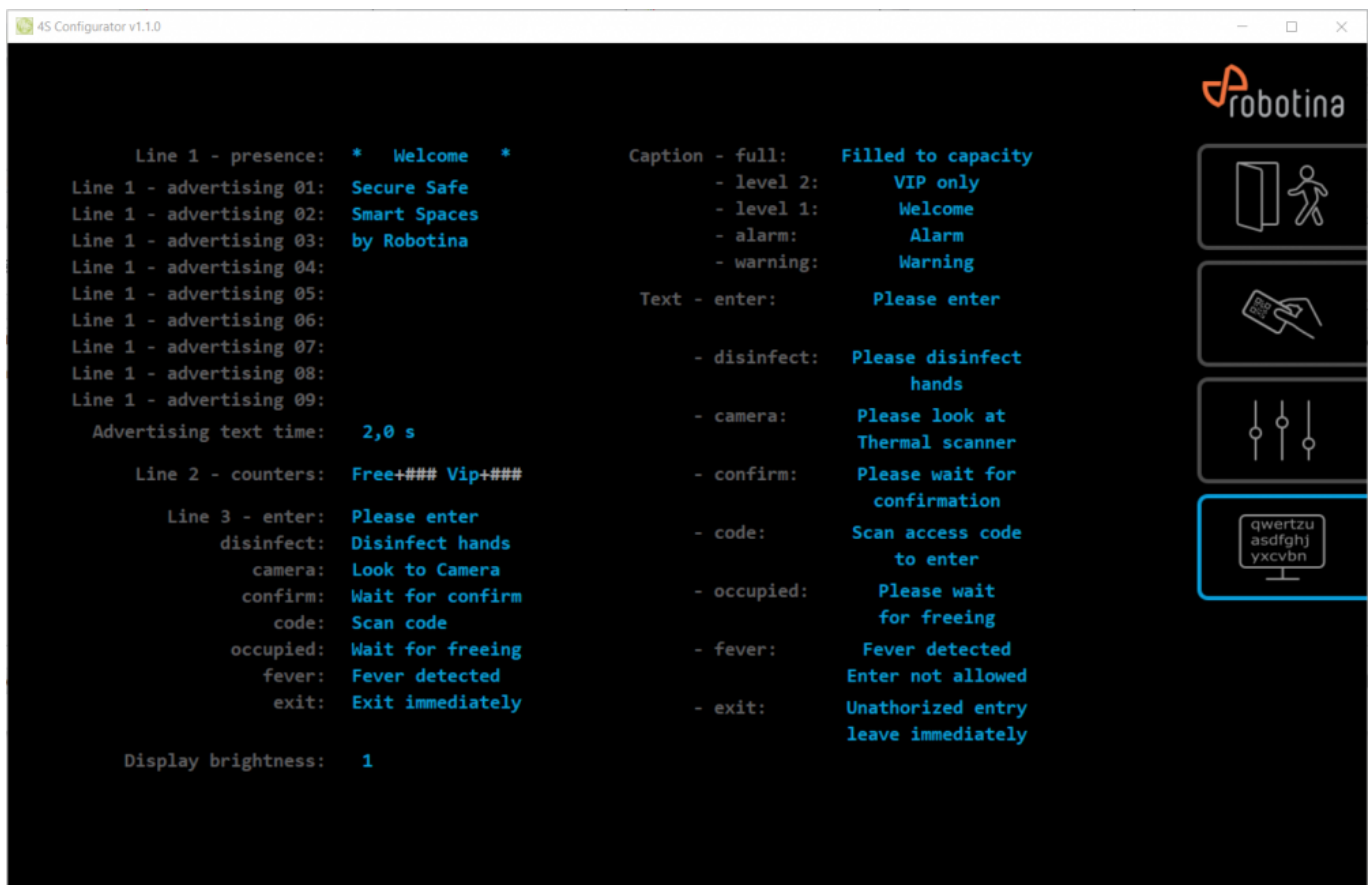 4S Configurator v1.1.0
robotina
Line 1 - presence: * Welcome *
Line 1 - advertising 01: Secure Safe
Line 1 - advertising 02: Smart Spaces
Line 1 - advertising 03: by Robotina
Line 1 - advertising 04:
Line 1 - advertising 05:
Line 1 - advertising 06:
Line 1 - advertising 07:
Line 1 - advertising 08:
Line 1 - advertising 09:
Advertising text time: 2,0 s
Line 2 - counters: Free+### Vip+###
Line 3 - enter: Please enter
disinfect: Disinfect hands
camera: Look to Camera
confirm: Wait for confirm
code: Scan code
occupied: Wait for freeing
fever: Fever detected
exit: Exit immediately
Display brightness: 1
Caption - full: Filled to capacity
- level 2: VIP only
- level 1: Welcome
- alarm: Alarm
- warning: Warning
Text - enter: Please enter
- disinfect: Please disinfect
hands
- camera: Please look at
Thermal scanner
- confirm: Please wait for
confirmation
- code: Scan access code
to enter
- occupied: Please wait
for freeing
- fever: Fever detected
Enter not allowed
- exit: Unathorized entry
leave immediately
qwertzu
asdfghj
yxcvbn